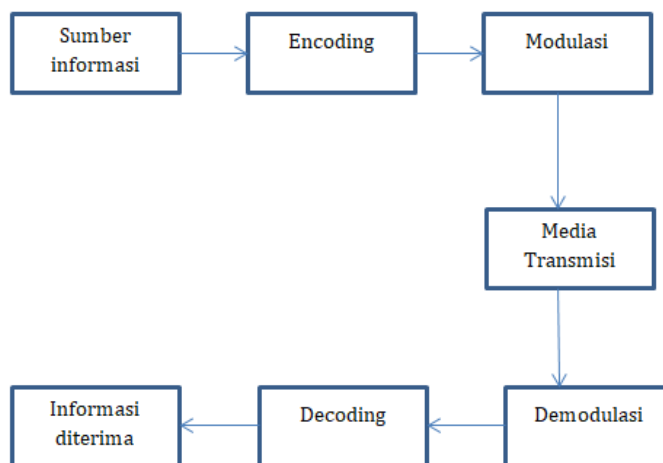 Sumber
informasi
Encoding
Modulasi
Media
Transmisi
Demodulasi
Decoding
Informasi
diterima